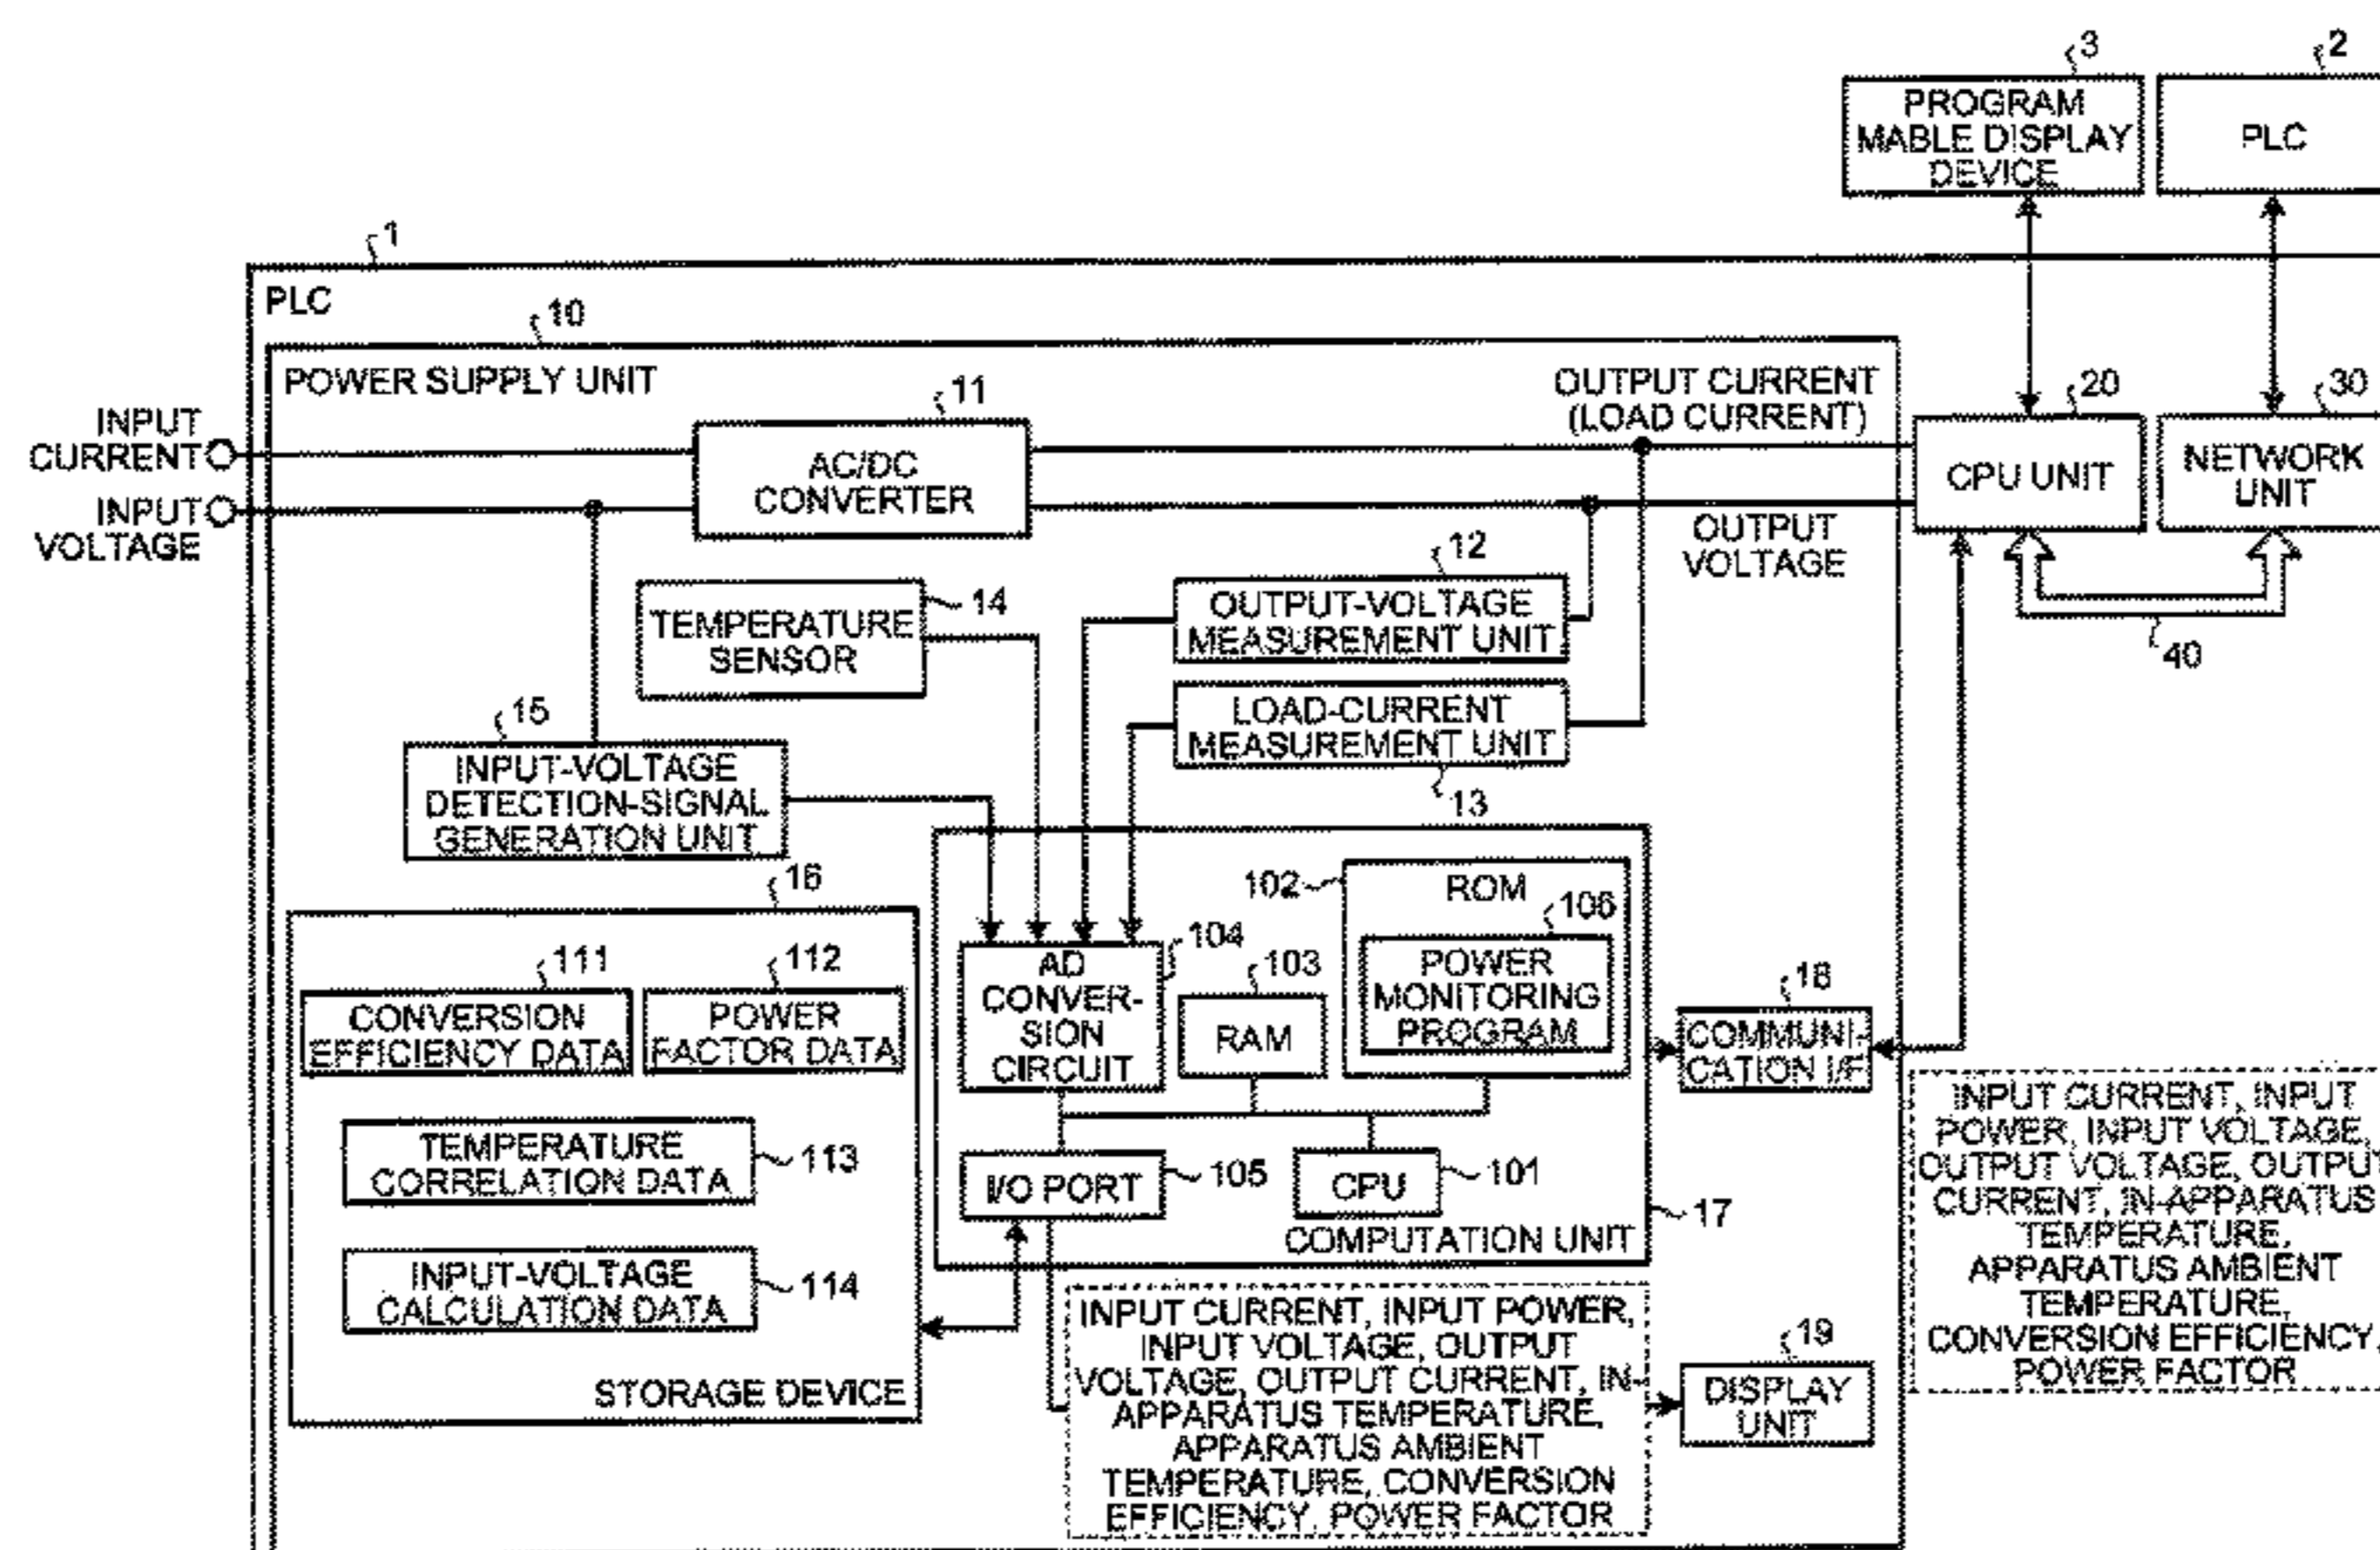 3
2
PROGRAM
MABLE DISPLAY
DEVICE
PLC
1
PLC
10
POWER SUPPLY UNIT
11
OUTPUT CURRENT
(LOAD CURRENT)
20
30
INPUT
CURRENT
AC/DC
CONVERTER
CPU UNIT
NETWORK
UNIT
INPUT
VOLTAGE
OUTPUT
VOLTAGE
12
14
OUTPUT-VOLTAGE
MEASUREMENT UNIT
TEMPERATURE
SENSOR
40
15
LOAD-CURRENT
MEASUREMENT UNIT
13
INPUT-VOLTAGE
DETECTION-SIGNAL
GENERATION UNIT
16
102
ROM
106
POWER
MONITORING
PROGRAM
104
AD
CONVER-
SION
CIRCUIT
103
RAM
111
112
CONVERSION
EFFICIENCY DATA
POWER
FACTOR DATA
18
COMMUNI-
CATION I/F
TEMPERATURE
CORRELATION DATA
113
I/O PORT
105
CPU
101
17
COMPUTATION UNIT
INPUT-VOLTAGE
CALCULATION DATA
114
STORAGE DEVICE
INPUT CURRENT, INPUT POWER,
INPUT VOLTAGE, OUTPUT
VOLTAGE, OUTPUT CURRENT, IN-
APPARATUS TEMPERATURE,
APPARATUS AMBIENT
TEMPERATURE, CONVERSION
EFFICIENCY, POWER FACTOR
19
DISPLAY
UNIT
INPUT CURRENT, INPUT
POWER, INPUT VOLTAGE,
OUTPUT VOLTAGE, OUTPUT
CURRENT, IN-APPARATUS
TEMPERATURE,
APPARATUS AMBIENT
TEMPERATURE,
CONVERSION EFFICIENCY,
POWER FACTOR